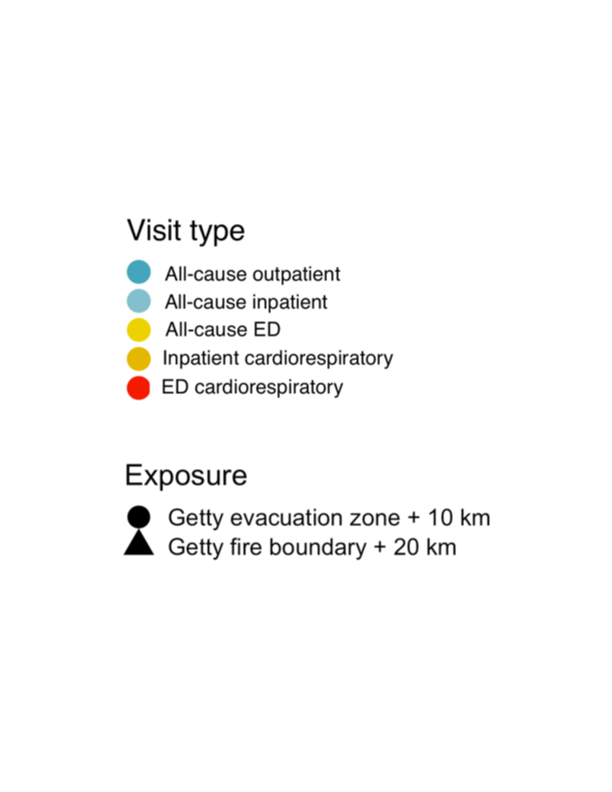 Visit type
All-cause outpatient
All-cause inpatient
All-cause ED
Inpatient cardiorespiratory
ED cardiorespiratory
Exposure
Getty evacuation zone + 10 km
Getty fire boundary + 20 km